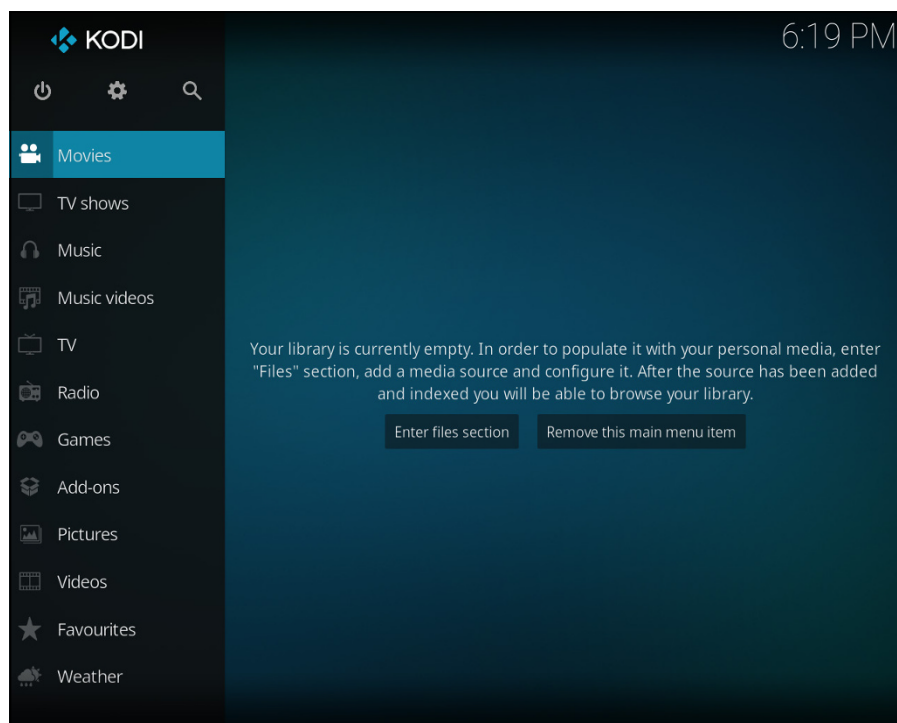 KODI
6:19 PM
Movies
TV shows
Music
Music videos
TV
Radio
Games
Add-ons
Pictures
Videos
Favourites
Weather
Your library is currently empty. In order to populate it with your personal media, enter
"Files" section, add a media source and configure it. After the source has been added
and indexed you will be able to browse your library.
Enter files section
Remove this main menu item